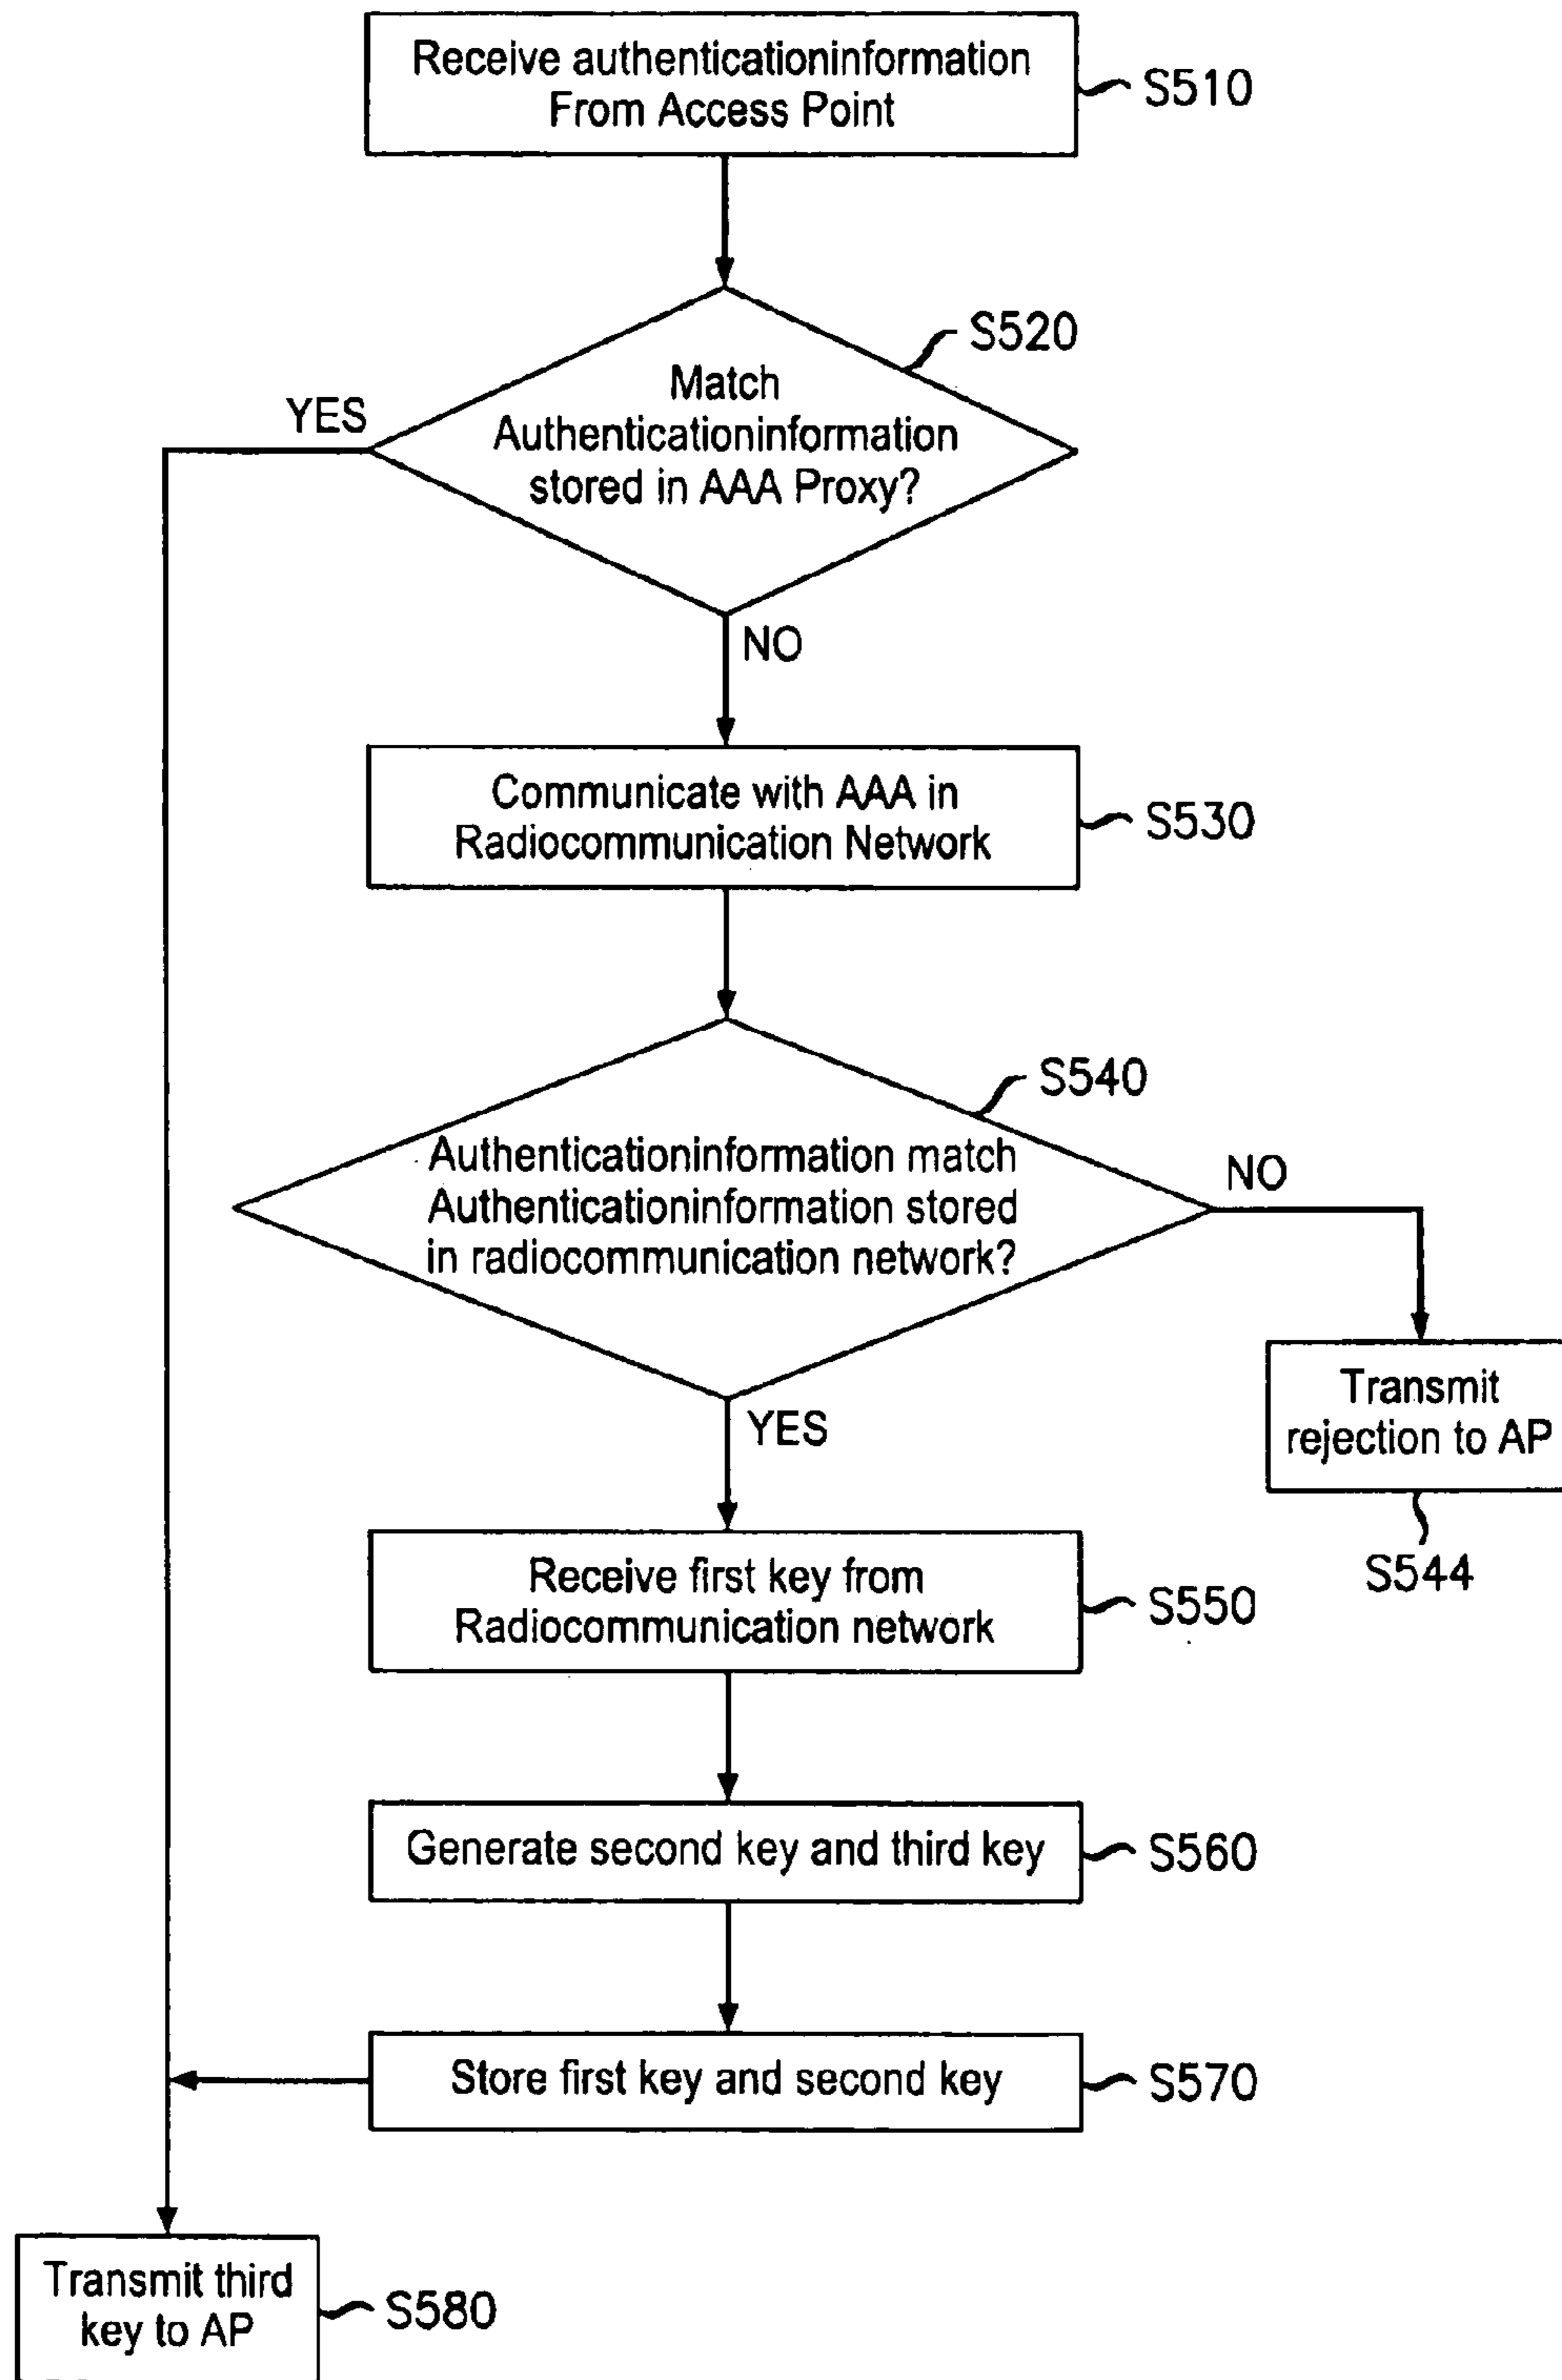 Receive authenticationinformation
From Access Point
S510
S520
Match
Authenticationinformation
stored in AAA Proxy?
YES
NO
Communicate with AAA in
Radiocommunication Network
S530
S540
Authenticationinformation match
Authenticationinformation stored
in radiocommunication network?
NO
Transmit
rejection to AP
S544
YES
Receive first key from
Radiocommunication network
S550
Generate second key and third key
S560
Store first key and second key
S570
Transmit third
key to AP
S580